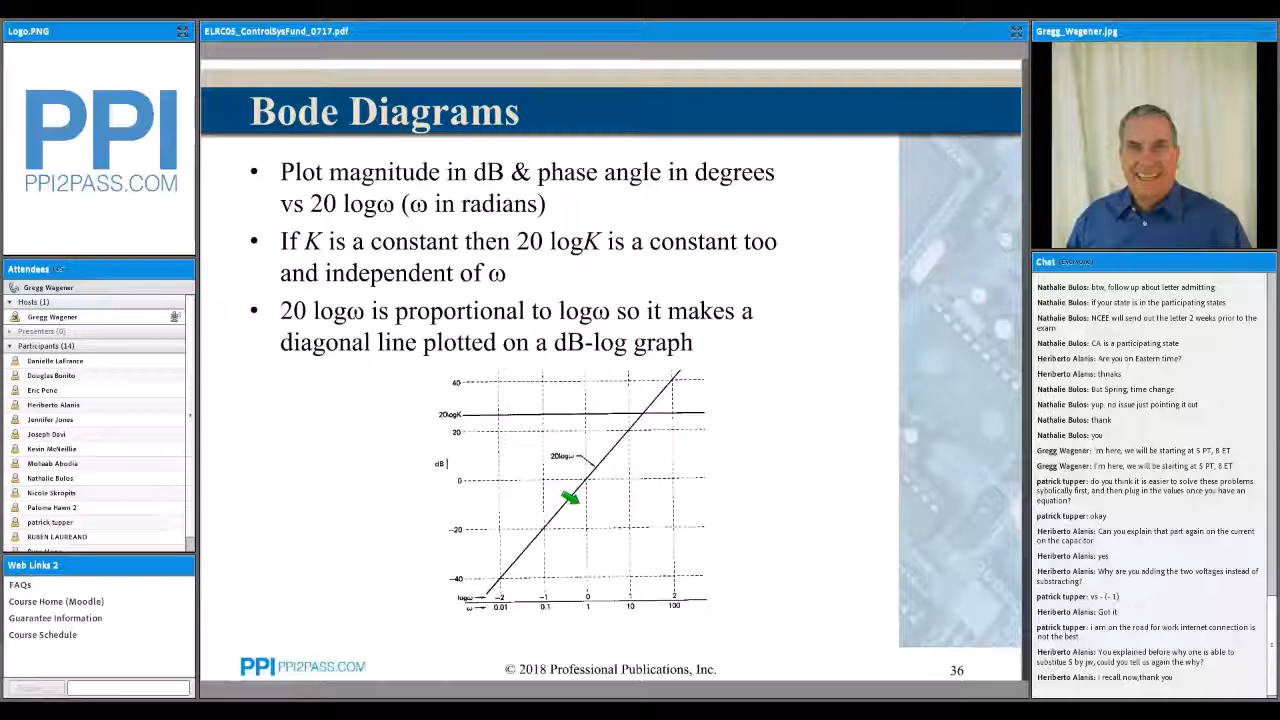 Logo.PNG
PPI
PPI2PASS.COM
Attendees
Gregg Wagener
Hosts (1)
Gregg Wagener
Presenters (0)
Participants (14)
Danielle LaFrance
Douglas Bonito
Eric Pene
Heriberto Alanis
Jennifer Jones
Joseph Davi
Kevin McNeillie
Mohaab Abodia
Nathalie Bulos
Nicole Skropits
Paloma Hawn 2
patrick tupper
RUBEN LAUREANO
Web Links 2
FAQs
Course Home (Moodle)
Guarantee Information
Course Schedule
ELRC05_ControlSysFund_0717.pdf
Bode Diagrams
• Plot magnitude in dB & phase angle in degrees
vs 20 logω (ω in radians)
• If K is a constant then 20 logK is a constant too
and independent of ω
• 20 logω is proportional to logω so it makes a
diagonal line plotted on a dB-log graph
40
20logK
20
20logω
dB
0
−20
−40
logω −2 −1 0 2
ω 0.01 0.1 1 10 100
PPI PPI2PASS.COM
© 2018 Professional Publications, Inc.
36
Gregg_Wagener.jpg
Chat (Everyone)
Nathalie Bulos: btw, follow up about letter admitting
Nathalie Bulos: if your state is in the participating states
Nathalie Bulos: NCEE will send out the letter 2 weeks prior to the
exam
Nathalie Bulos: CA is a participating state
Heriberto Alanis: Are you on Eastern time?
Heriberto Alanis: thnaks
Nathalie Bulos: But Spring, time change
Nathalie Bulos: yup. no issue just pointing it out
Nathalie Bulos: thank
Nathalie Bulos: you
Gregg Wagener: I'm here, we will be starting at 5 PT, 8 ET
Gregg Wagener: I'm here, we will be starting at 5 PT, 8 ET
patrick tupper: do you think it is easier to solve these problems
sybolically first, and then plug in the values once you have an
equation?
patrick tupper: okay
Heriberto Alanis: Can you explain that part again on the current
on the capacitor
Heriberto Alanis: yes
Heriberto Alanis: Why are you adding the two voltages instead of
substracting?
patrick tupper: vs - (- 1)
Heriberto Alanis: Got it
patrick tupper: i am on the road for work internet connection is
not the best
Heriberto Alanis: You explained before why one is able to
substitue S by jw, could you tell us again the why?
Heriberto Alanis: I recall now,thank you